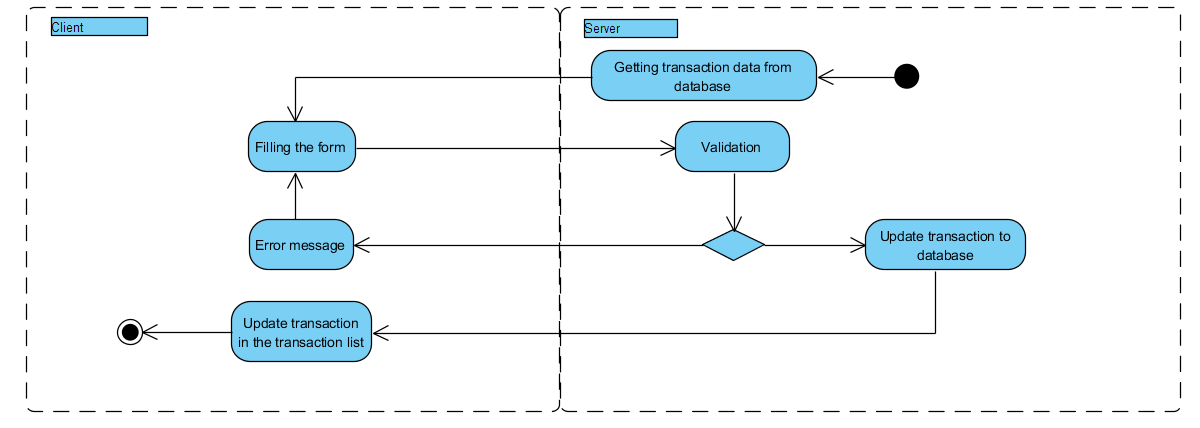 Client
Server
Getting transaction data from
database
Filling the form
Validation
Error message
Update transaction to
database
Update transaction
in the transaction list